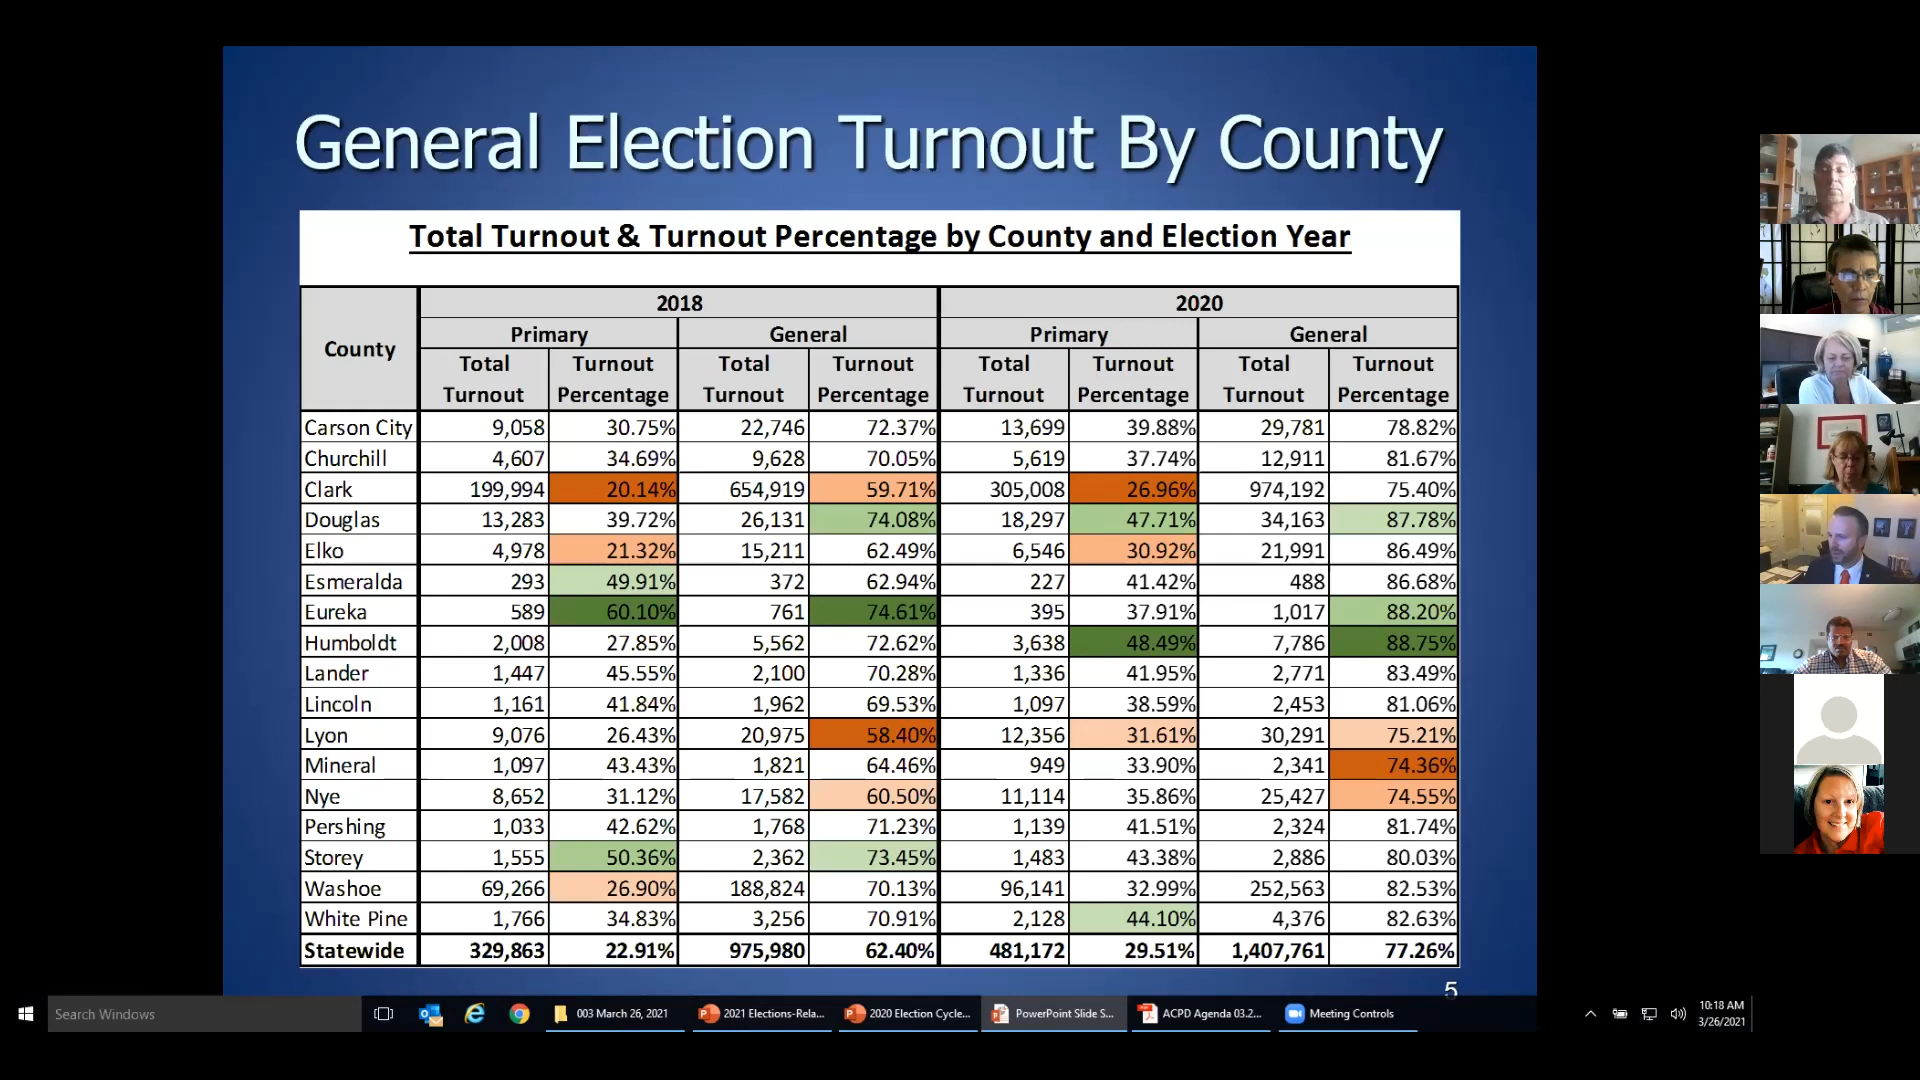 General Election Turnout By County
Total Turnout & Turnout Percentage by County and Election Year
County 2018 2020
Primary General Primary General
Total Turnout Turnout Percentage Total Turnout Turnout Percentage Total Turnout Turnout Percentage Total Turnout Turnout Percentage
Carson City 9,058 30.75% 22,746 72.37% 13,699 39.88% 29,781 78.82%
Churchill 4,607 34.69% 9,628 70.05% 5,619 37.74% 12,911 81.67%
Clark 199,994 20.14% 654,919 59.71% 305,008 26.96% 974,192 75.40%
Douglas 13,283 39.72% 26,131 74.08% 18,297 47.71% 34,163 87.78%
Elko 4,978 21.32% 15,211 62.49% 6,546 30.92% 21,991 86.49%
Esmeralda 293 49.91% 372 62.94% 227 41.42% 488 86.68%
Eureka 589 60.10% 761 74.61% 395 37.91% 1,017 88.20%
Humboldt 2,008 27.85% 5,562 72.62% 3,638 48.49% 7,786 88.75%
Lander 1,447 45.55% 2,100 70.28% 1,336 41.95% 2,771 83.49%
Lincoln 1,161 41.84% 1,962 69.53% 1,097 38.59% 2,453 81.06%
Lyon 9,076 26.43% 20,975 58.40% 12,356 31.61% 30,291 75.21%
Mineral 1,097 43.43% 1,821 64.46% 949 33.90% 2,341 74.36%
Nye 8,652 31.12% 17,582 60.50% 11,114 35.86% 25,427 74.55%
Pershing 1,033 42.62% 1,768 71.23% 1,139 41.51% 2,324 81.74%
Storey 1,555 50.36% 2,362 73.45% 1,483 43.38% 2,886 80.03%
Washoe 69,266 26.90% 188,824 70.13% 96,141 32.99% 252,563 82.53%
White Pine 1,766 34.83% 3,256 70.91% 2,128 44.10% 4,376 82.63%
Statewide 329,863 22.91% 975,980 62.40% 481,172 29.51% 1,407,761 77.26%
5
Search Windows 003 March 26, 2021 2021 Elections-Rela... 2020 Election Cycle... PowerPoint Slide S... ACPD Agenda 03.2... Meeting Controls 10:18 AM
3/26/2021